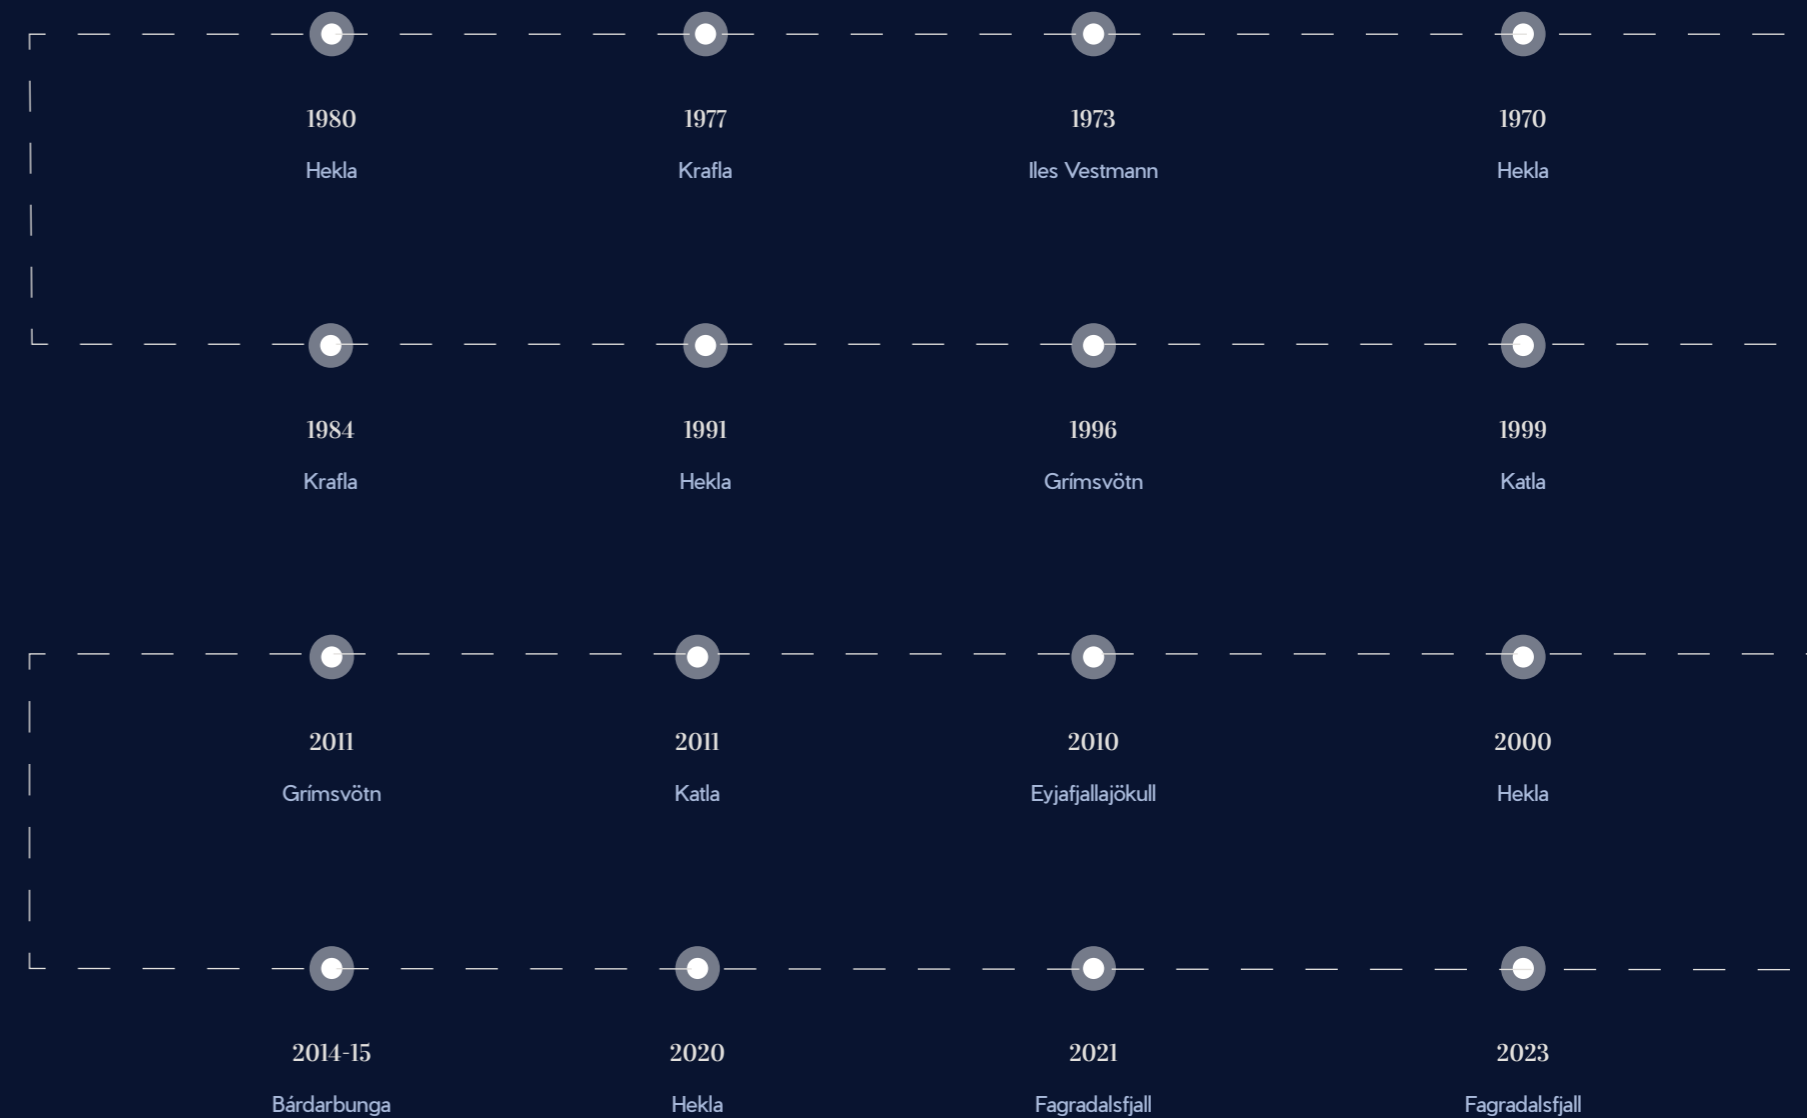 1980
Hekla
1977
Krafla
1973
Iles Vestmann
1970
Hekla
1984
Krafla
1991
Hekla
1996
Grímsvötn
1999
Katla
2011
Grímsvötn
2011
Katla
2010
Eyjafjallajökull
2000
Hekla
2014-15
Bárdarbunga
2020
Hekla
2021
Fagradalsfjall
2023
Fagradalsfjall